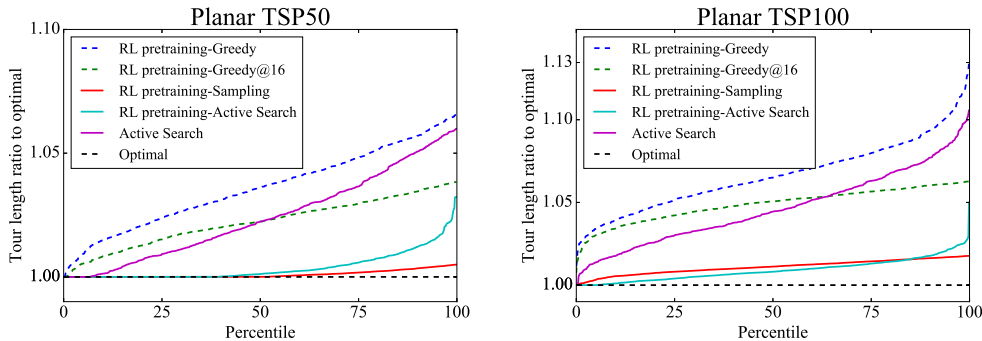 Planar TSP50
1.10
1.05
1.00
Tour length ratio to optimal
RL pretraining-Greedy
RL pretraining-Greedy@16
RL pretraining-Sampling
RL pretraining-Active Search
Active Search
Optimal
0 25 50 75 100
Percentile
Planar TSP100
1.13
1.10
1.05
1.00
Tour length ratio to optimal
RL pretraining-Greedy
RL pretraining-Greedy@16
RL pretraining-Sampling
RL pretraining-Active Search
Active Search
Optimal
0 25 50 75 100
Percentile